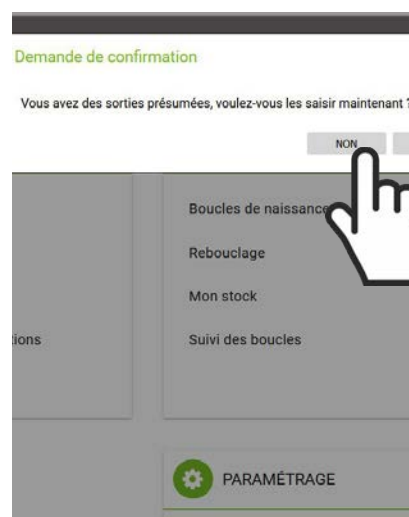 Demande de confirmation
Vous avez des sorties présumées, voulez-vous les saisir maintenant ?
NON
Boucles de naissance
Rebouclage
Mon stock
tions
Suivi des boucles
PARAMÉTRAGE